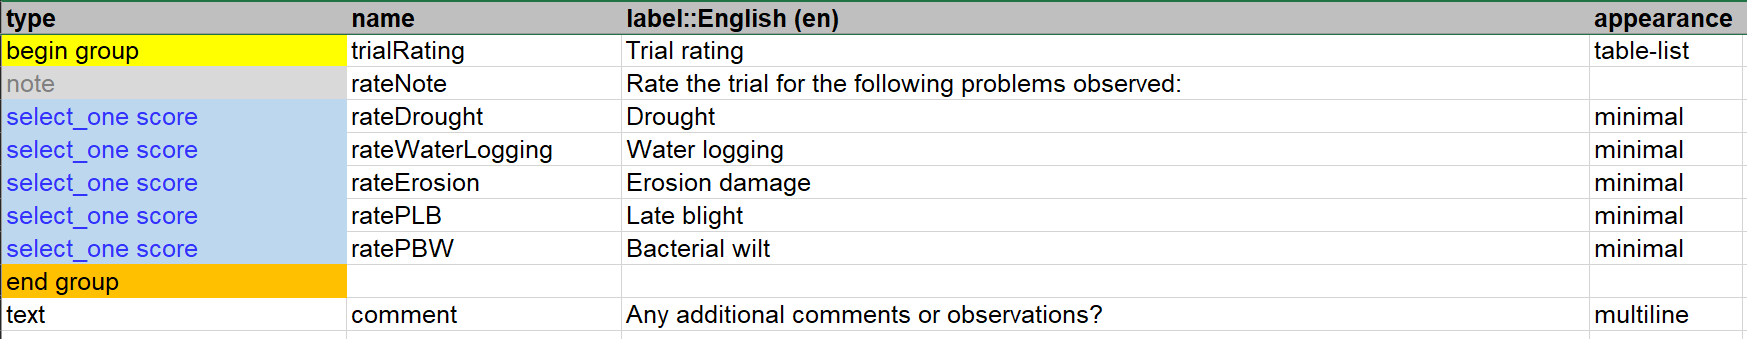 type name label::English (en) appearance
begin group trialRating Trial rating table-list
note rateNote Rate the trial for the following problems observed:
select_one score rateDrought Drought minimal
select_one score rateWaterLogging Water logging minimal
select_one score rateErosion Erosion damage minimal
select_one score ratePLB Late blight minimal
select_one score ratePBW Bacterial wilt minimal
end group
text comment Any additional comments or observations? multiline